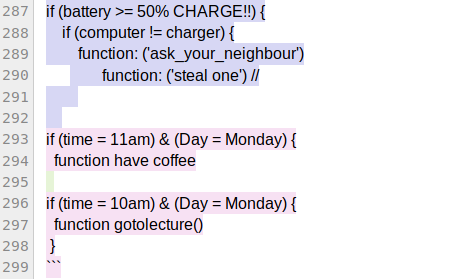 287 if (battery >= 50% CHARGE!!) {
288 if (computer != charger) {
289 function: ('ask_your_neighbour')
290 function: ('steal one') //
291
292
293 if (time = 11am) & (Day = Monday) {
294 function have coffee
295
296 if (time = 10am) & (Day = Monday) {
297 function gotolecture()
298 }
299 ```